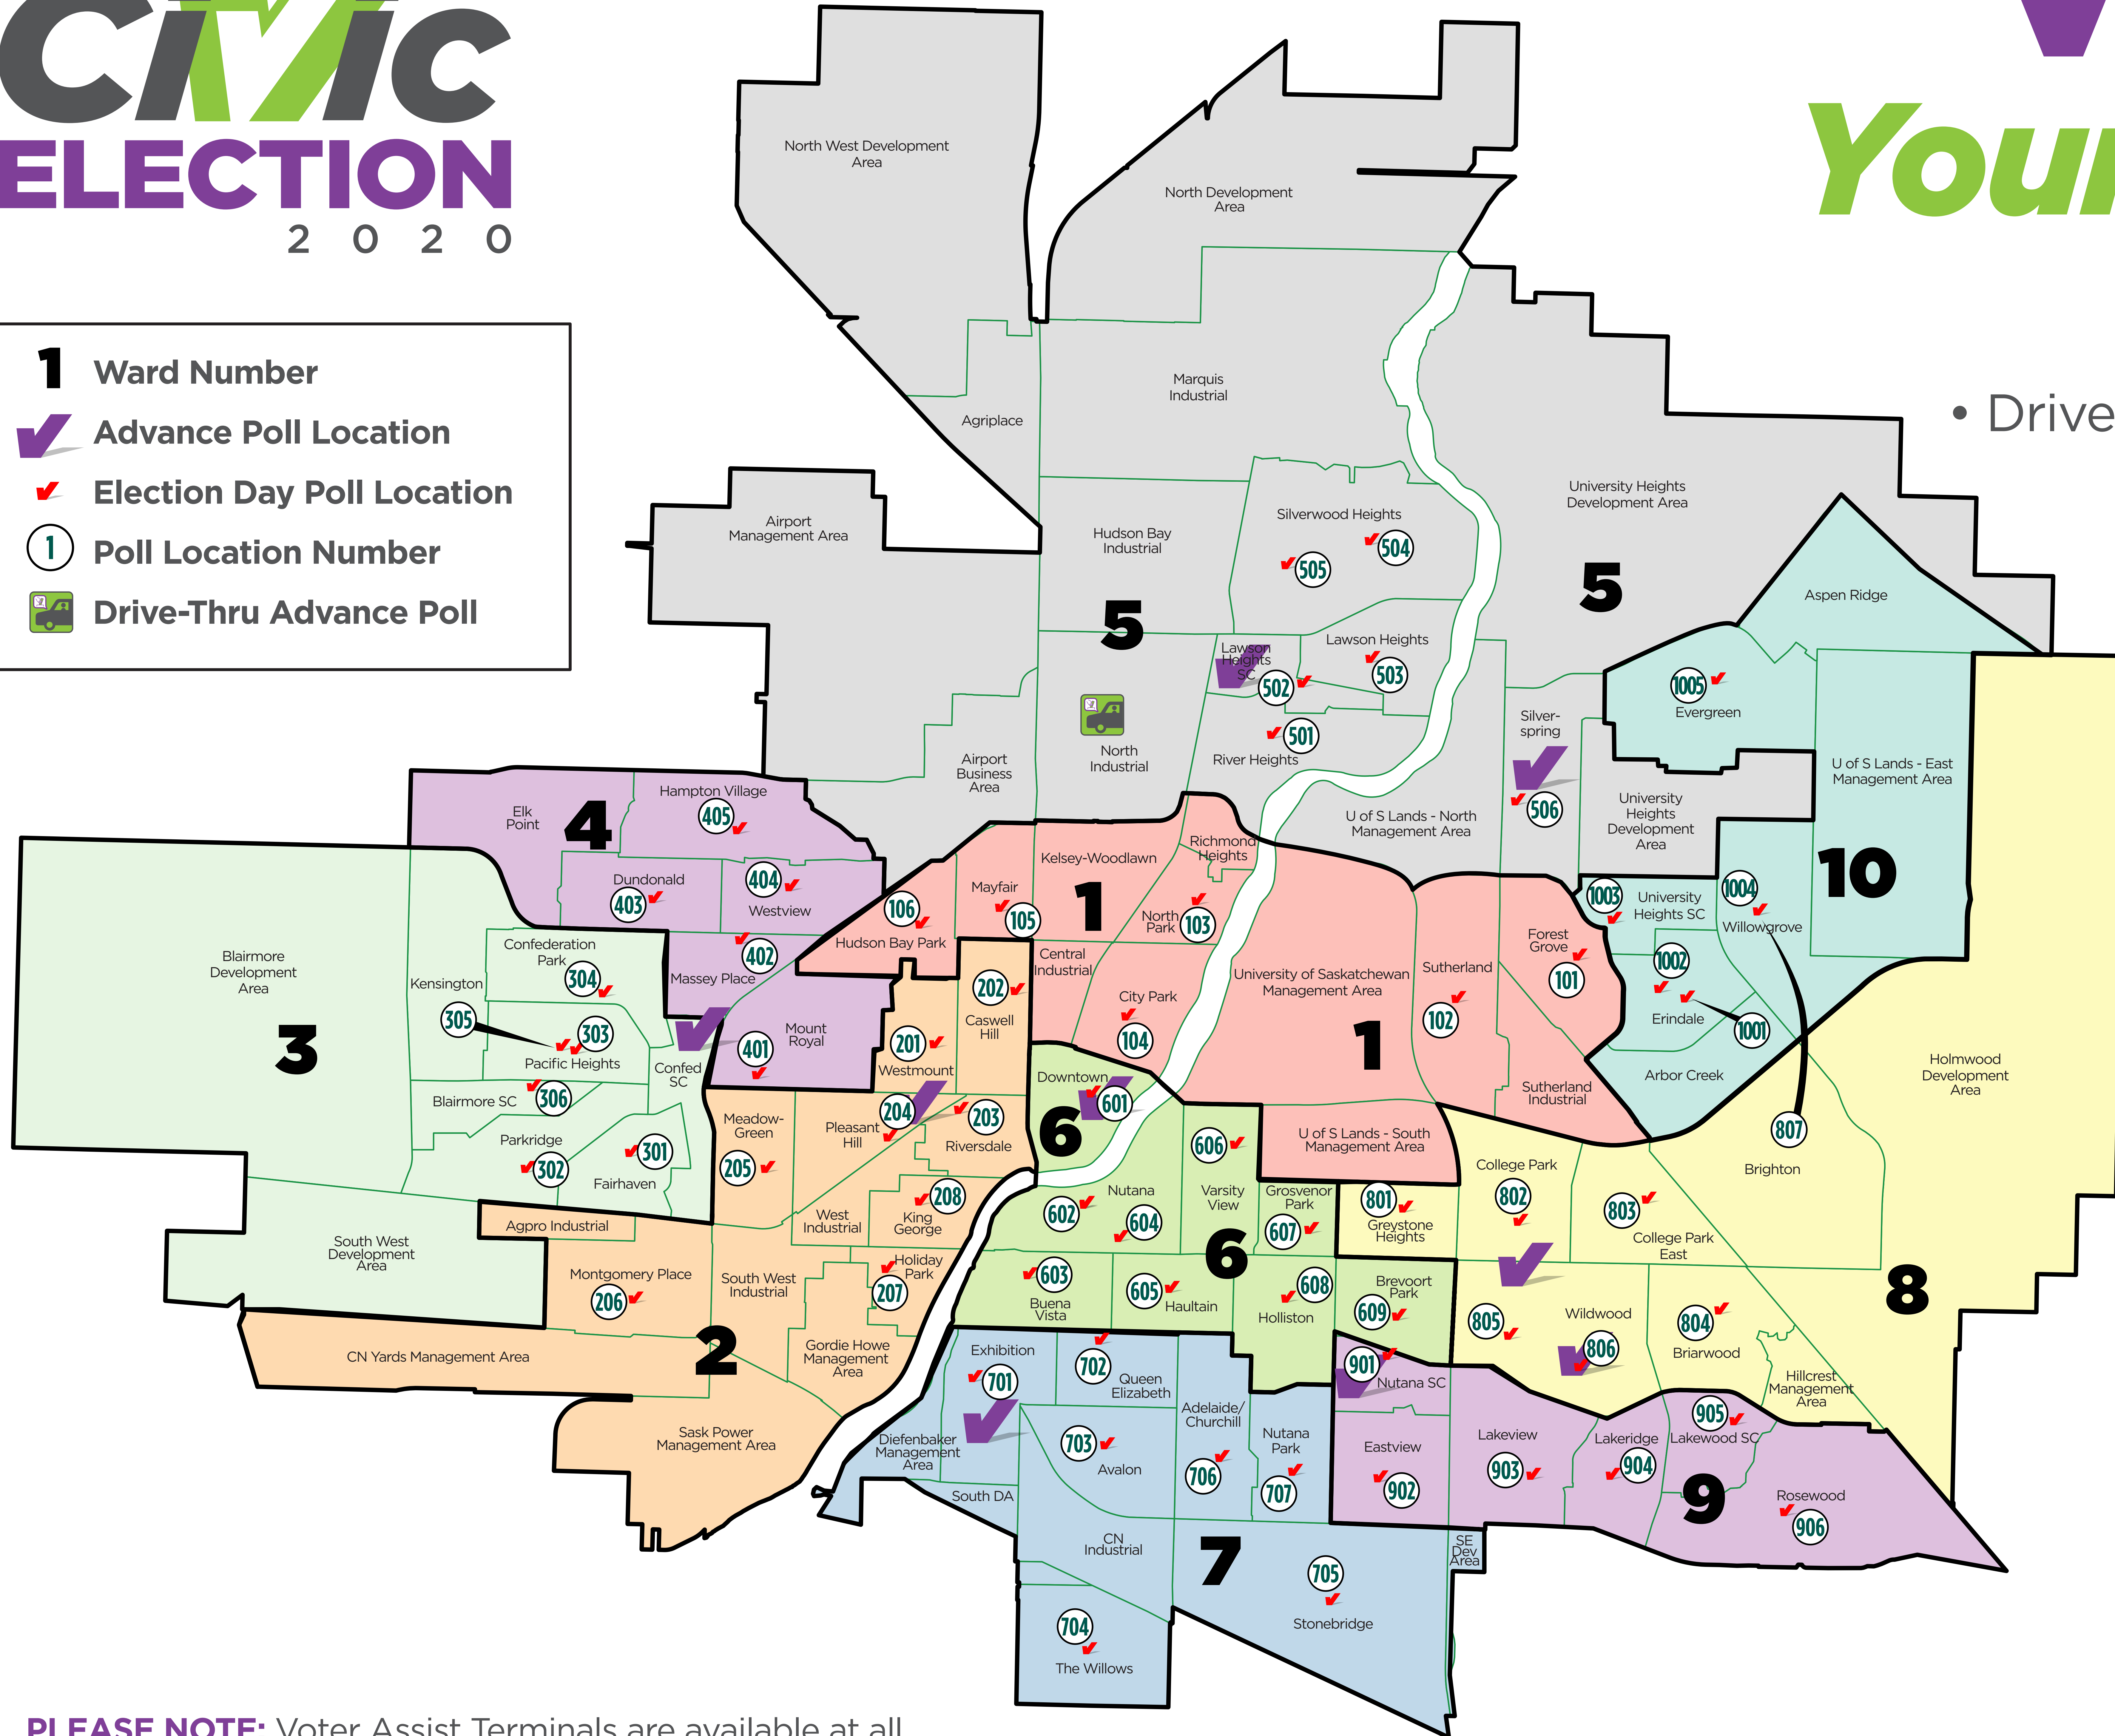 CIVIC
ELECTION
2020
Your
• Drive
1 Ward Number
Advance Poll Location
Election Day Poll Location
1 Poll Location Number
Drive-Thru Advance Poll
North West Development
Area
North Development
Area
Agriplace
Marquis
Industrial
Airport
Management Area
Hudson Bay
Industrial
Silverwood Heights
504
505
University Heights
Development Area
5
5
Aspen Ridge
Lawson
Heights
SC
502
Lawson Heights
503
501
River Heights
North
Industrial
Airport
Business
Area
Silver-
spring
506
1005
Evergreen
U of S Lands - East
Management Area
University
Heights
Development
Area
U of S Lands - North
Management Area
Elk
Point
4
Hampton Village
405
Dundonald
403
404
Westview
402
Massey Place
401
Mount
Royal
Kelsey-Woodlawn
Richmond
Heights
Mayfair
105
106
Hudson Bay Park
1
North
Park
103
Central
Industrial
City Park
104
University of Saskatchewan
Management Area
Sutherland
102
1
Forest
Grove
101
Sutherland
Industrial
U of S Lands - South
Management Area
1003
University
Heights SC
1004
Willowgrove
10
1002
Erindale
1001
Arbor Creek
Blairmore
Development
Area
3
Kensington
305
Confederation
Park
304
303
Pacific Heights
Confed
SC
Blairmore SC
306
Parkridge
302
301
Fairhaven
South West
Development
Area
202
Caswell
Hill
201
Westmount
204
Pleasant
Hill
203
Riversdale
Meadow-
Green
205
208
King
George
West
Industrial
Agpro Industrial
Montgomery Place
206
South West
Industrial
Holiday
Park
207
Gordie Howe
Management
Area
2
CN Yards Management Area
Sask Power
Management Area
Downtown
601
6
606
Varsity
View
Nutana
602
604
Grosvenor
Park
607
6
603
Buena
Vista
605
Haultain
608
Holliston
Brevoort
Park
609
801
Greystone
Heights
College Park
802
803
College Park
East
807
Brighton
Holmwood
Development
Area
8
805
Wildwood
806
804
Briarwood
Hillcrest
Management
Area
Exhibition
701
702
Queen
Elizabeth
Diefenbaker
Management
Area
South DA
703
Avalon
Adelaide/
Churchill
706
Nutana
Park
707
CN
Industrial
7
704
The Willows
705
Stonebridge
SE
Dev
Area
901
Nutana SC
Eastview
902
Lakeview
903
Lakeridge
904
905
Lakewood SC
9
Rosewood
906
PLEASE NOTE: Voter Assist Terminals are available at all